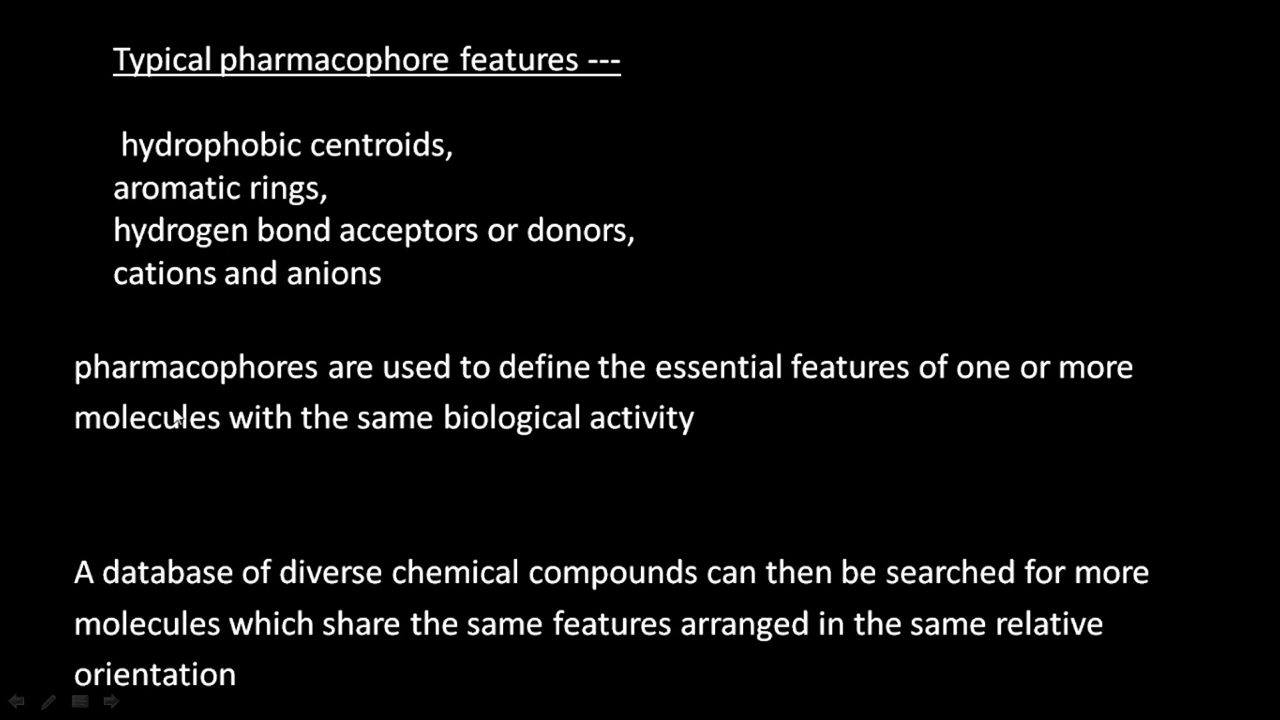 Typical pharmacophore features ---
hydrophobic centroids,
aromatic rings,
hydrogen bond acceptors or donors,
cations and anions
pharmacophores are used to define the essential features of one or more
molecules with the same biological activity
A database of diverse chemical compounds can then be searched for more
molecules which share the same features arranged in the same relative
orientation